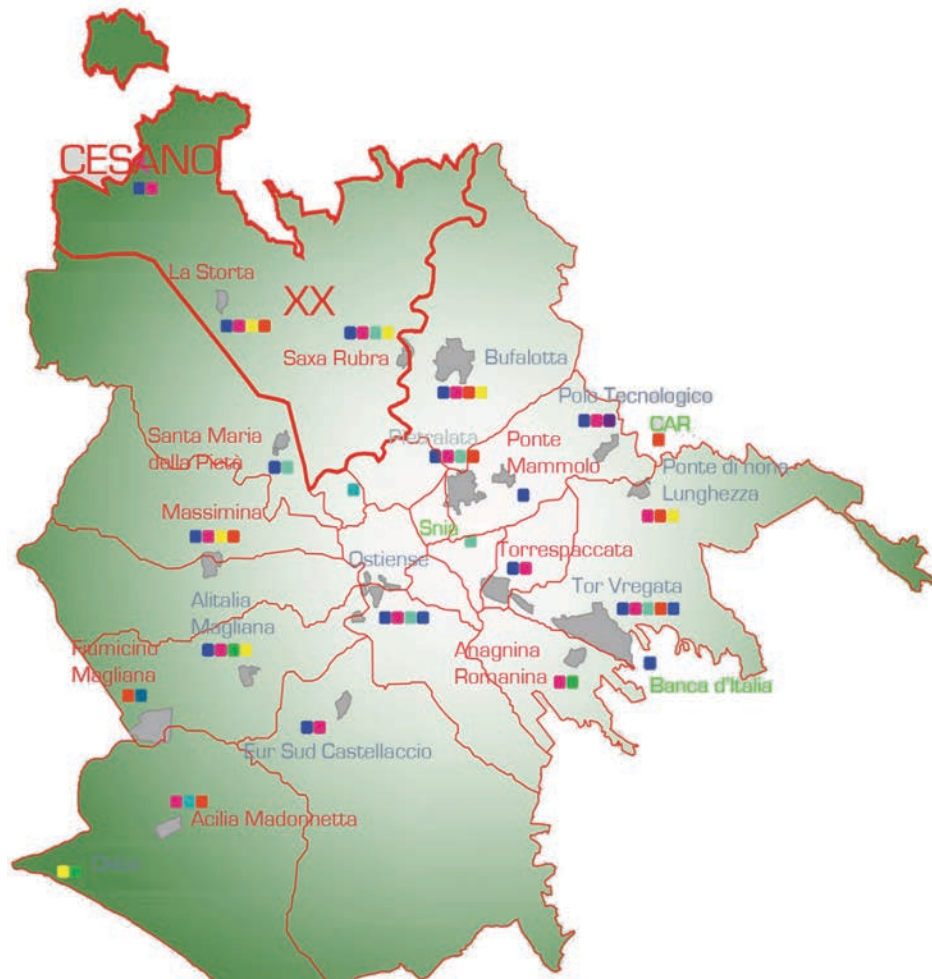 CESANO
La Storta
XX
Saxa Rubra
Bufalotta
Polo Tecnologico
CAR
Santa Maria
della Pietà
Pietralata
Ponte
Mammolo
Ponte di nona
Lunghezza
Massimina
Snia
Torrespaccata
Ostiense
Tor Vregata
Alitalia
Magliana
Fiumicino
Magliana
Anagnina
Romanina
Banca d'Italia
Eur Sud Castellaccio
Acilia Madonnetta